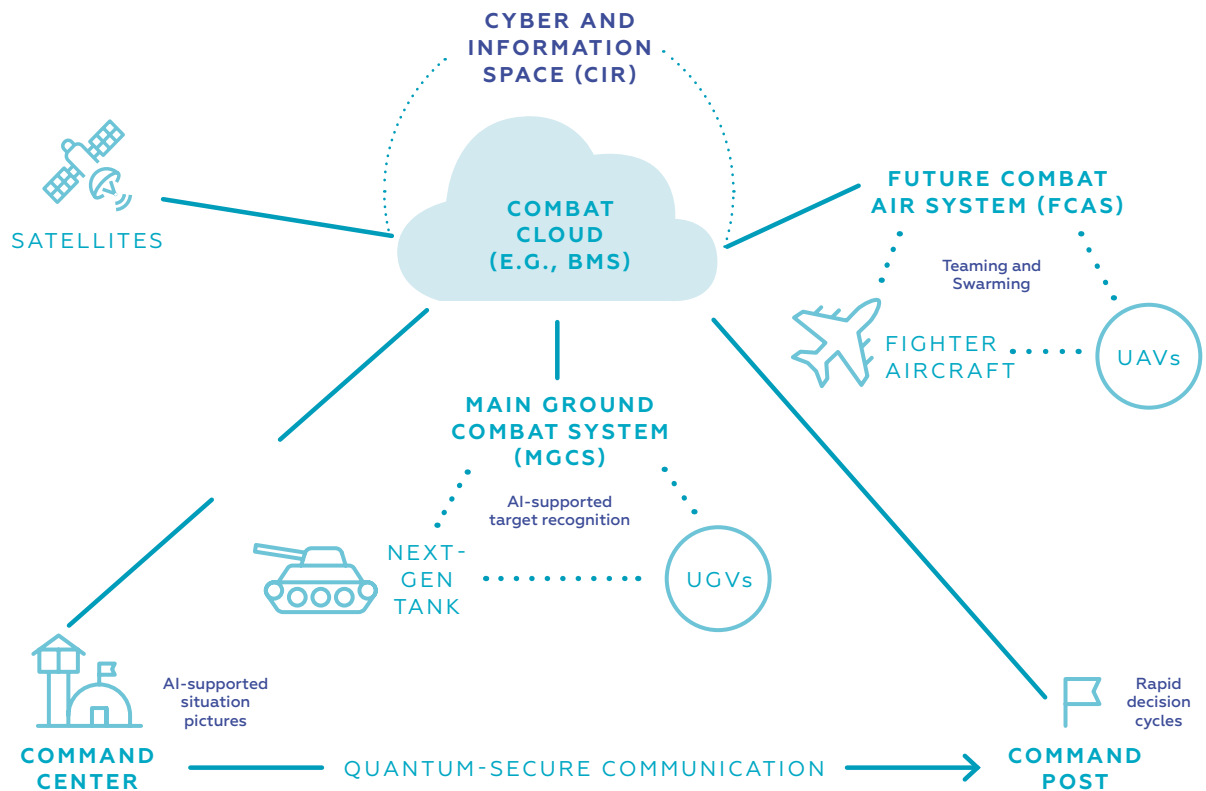 CYBER AND
INFORMATION
SPACE (CIR)
COMBAT
CLOUD
(E.G., BMS)
SATELLITES
FUTURE COMBAT
AIR SYSTEM (FCAS)
Teaming and
Swarming
FIGHTER
AIRCRAFT
UAVs
MAIN GROUND
COMBAT SYSTEM
(MGCS)
AI-supported
target recognition
NEXT-
GEN
TANK
UGVs
AI-supported
situation
pictures
COMMAND
CENTER
QUANTUM-SECURE COMMUNICATION
Rapid
decision
cycles
COMMAND
POST